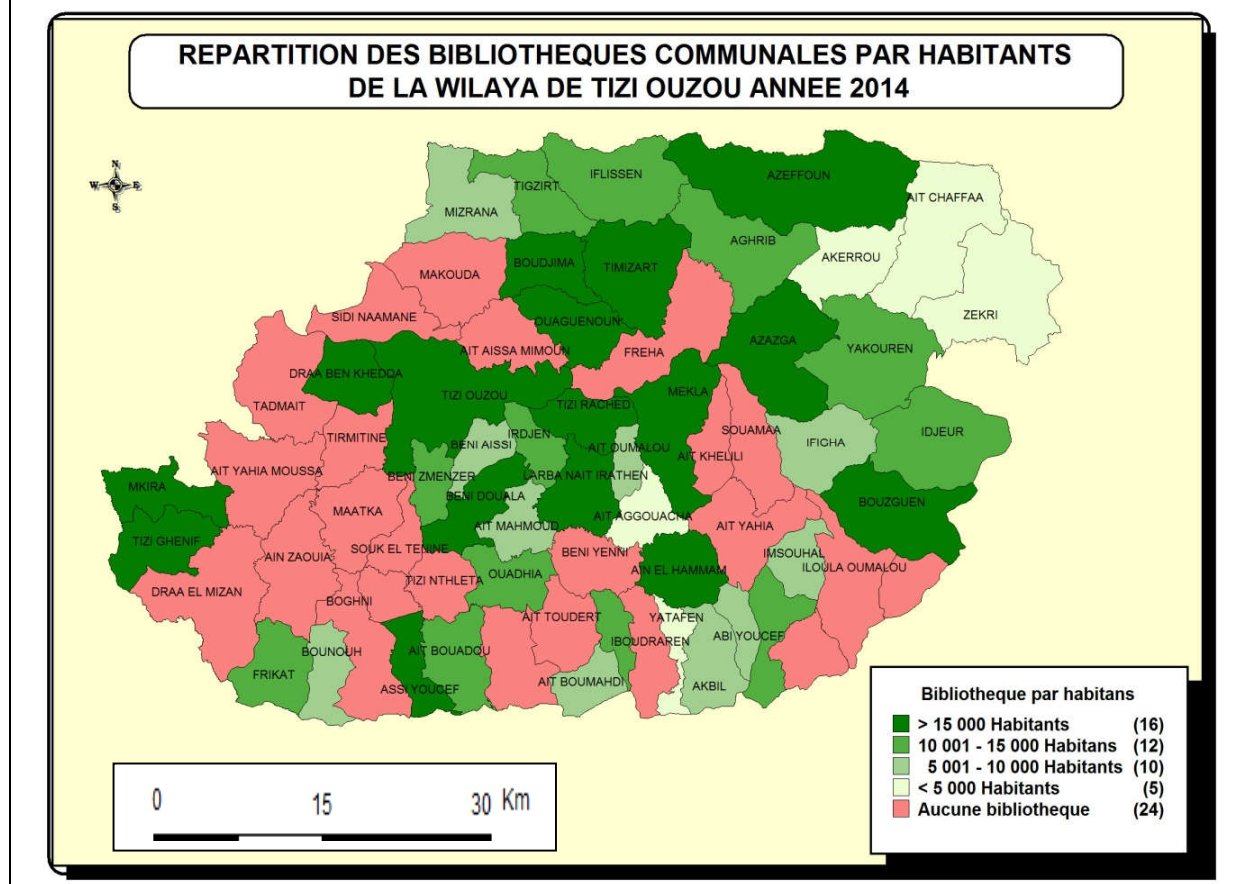 REPARTITION DES BIBLIOTHEQUES COMMUNALES PAR HABITANTS
DE LA WILAYA DE TIZI OUZOU ANNEE 2014
N
W
E
S
IFLISSEN
AZEFFOUN
TIGZIRT
AIT CHAFFAA
MIZRANA
AGHRIB
AKERROU
BOUDJIMA
TIMIZART
MAKOUDA
ZEKRI
SIDI NAAMANE
OUAGUENOUN
AZAZGA
YAKOUREN
AIT AISSA MIMOUN
FREHA
DRAA BEN KHEDDA
TIZI OUZOU
MEKLA
TADMAIT
TIZI RACHED
TIRMITINE
IRDJEN
SOUAMAA
IDJEUR
BENI AISSI
AIT OUMALOU
IFIGHA
AIT KHELILI
AIT YAHIA MOUSSA
BENI ZMENZER
LARBA NAIT IRATHEN
MKIRA
BENI DOUALA
BOUZGUEN
MAATKA
AIT AGGOUACHA
AIT MAHMOUD
AIT YAHIA
TIZI GHENIF
SOUK EL TENINE
BENI YENNI
AIN ZAOUIA
IMSOUHAL
ILOULA OUMALOU
AIN EL HAMMAM
OUADHIA
TIZI NTHLETA
DRAA EL MIZAN
BOGHNI
AIT TOUDERT
YATAFEN
ABI YOUCEF
IBOUDRAREN
BOUNOUH
AIT BOUADOU
FRIKAT
AIT BOUMAHDI
AKBIL
ASSI YOUCEF
Bibliotheque par habitans
> 15 000 Habitants (16)
10 001 - 15 000 Habitans (12)
5 001 - 10 000 Habitants (10)
< 5 000 Habitants (5)
Aucune bibliotheque (24)
0 15 30 Km